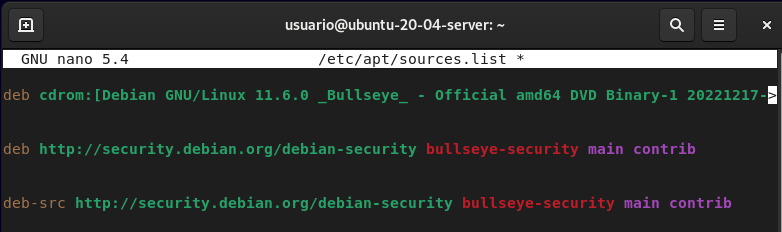 usuario@ubuntu-20-04-server: ~
GNU nano 5.4 /etc/apt/sources.list *
deb cdrom:[Debian GNU/Linux 11.6.0 _Bullseye_ - Official amd64 DVD Binary-1 20221217->
deb http://security.debian.org/debian-security bullseye-security main contrib
deb-src http://security.debian.org/debian-security bullseye-security main contrib